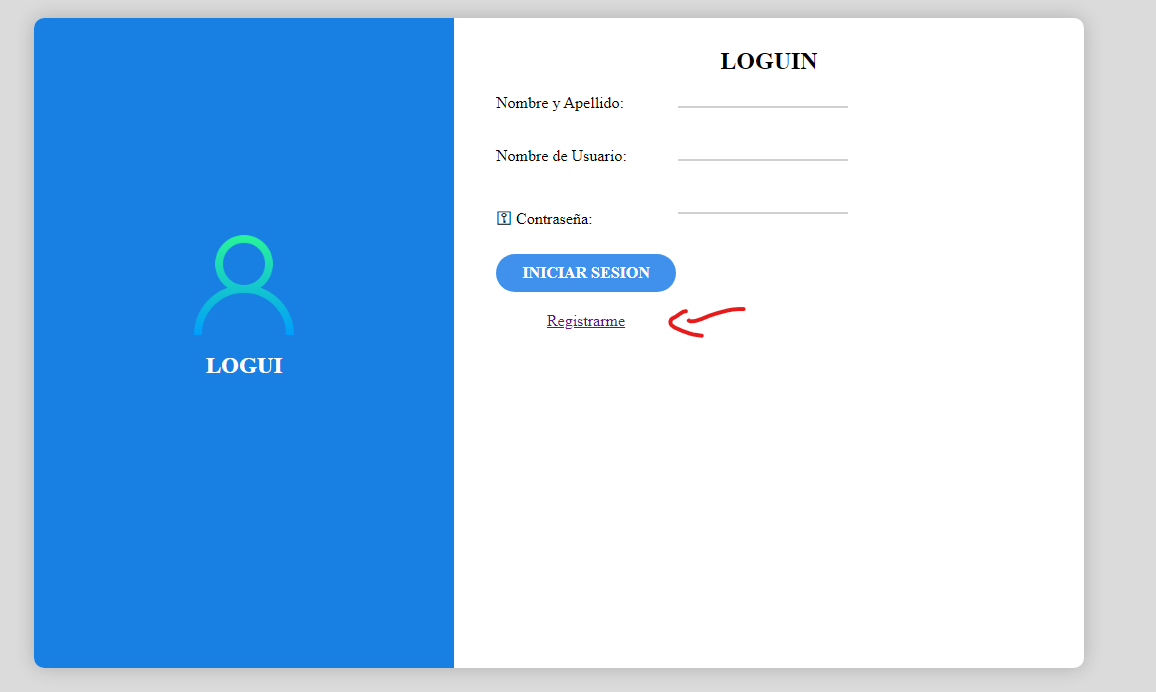 LOGUI
LOGUIN
Nombre y Apellido:
Nombre de Usuario:
Contraseña:
INICIAR SESION
Registrarme